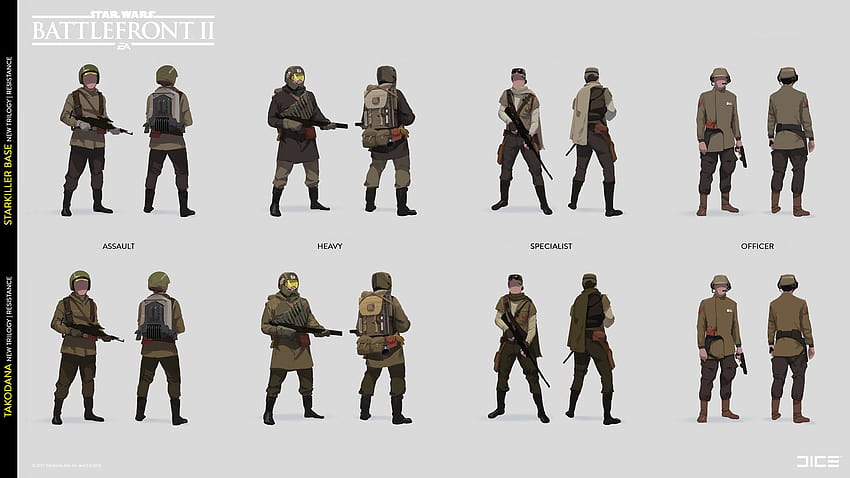 STAR WARS
BATTLEFRONT II
EA
STARKILLER BASE NEW TRILOGY | RESISTANCE
ASSAULT
HEAVY
SPECIALIST
OFFICER
TAKODANA NEW TRILOGY | RESISTANCE
DICE